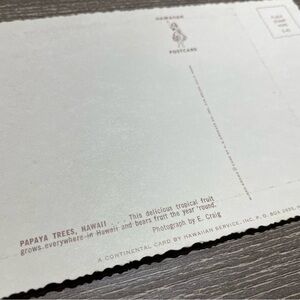 HAWAIIAN
POSTCARD
PLACE
STAMP
HERE
PAPAYA TREES, HAWAII . . . This delicious tropical fruit
grows everywhere in Hawaii and bears fruit the year 'round.
Photograph by E. Craig
A CONTINENTAL CARD BY HAWAIIAN SERVICE, INC. P. O. BOX 2835, H